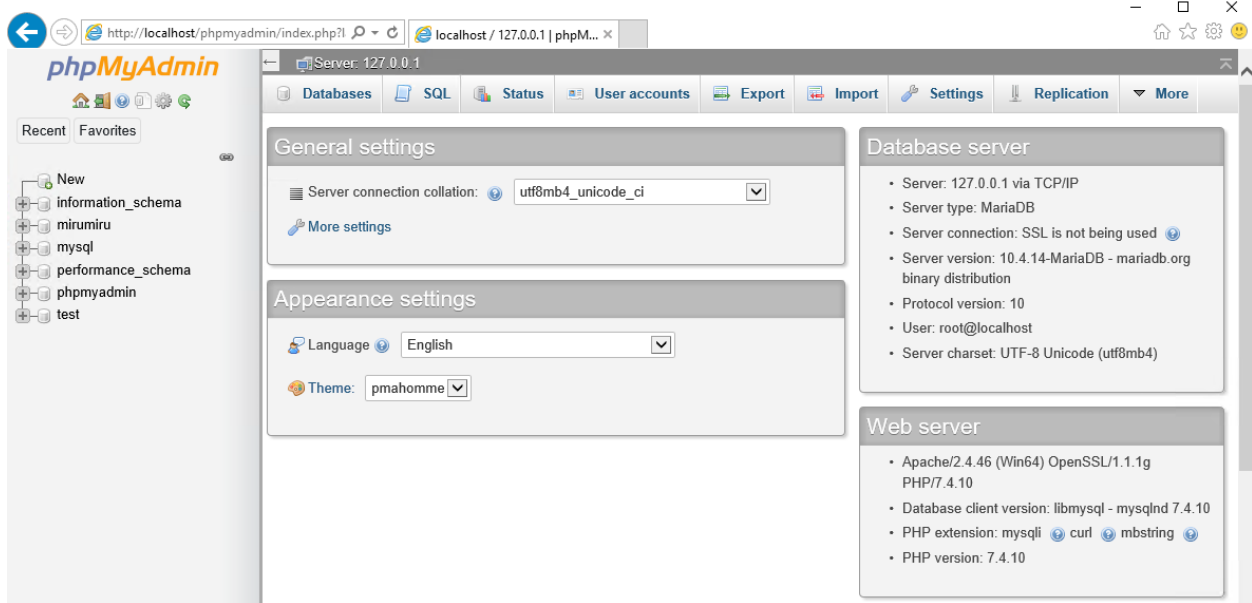 http://localhost/phpmyadmin/index.php?l
localhost / 127.0.0.1 | phpM...
phpMyAdmin
Recent Favorites
New
information_schema
mirumiru
mysql
performance_schema
phpmyadmin
test
Server: 127.0.0.1
Databases SQL Status User accounts Export Import Settings Replication More
General settings
Server connection collation: utf8mb4_unicode_ci
More settings
Appearance settings
Language English
Theme: pmahomme
Database server
Server: 127.0.0.1 via TCP/IP
Server type: MariaDB
Server connection: SSL is not being used
Server version: 10.4.14-MariaDB - mariadb.org
binary distribution
Protocol version: 10
User: root@localhost
Server charset: UTF-8 Unicode (utf8mb4)
Web server
Apache/2.4.46 (Win64) OpenSSL/1.1.1g
PHP/7.4.10
Database client version: libmysql - mysqlnd 7.4.10
PHP extension: mysqli curl mbstring
PHP version: 7.4.10